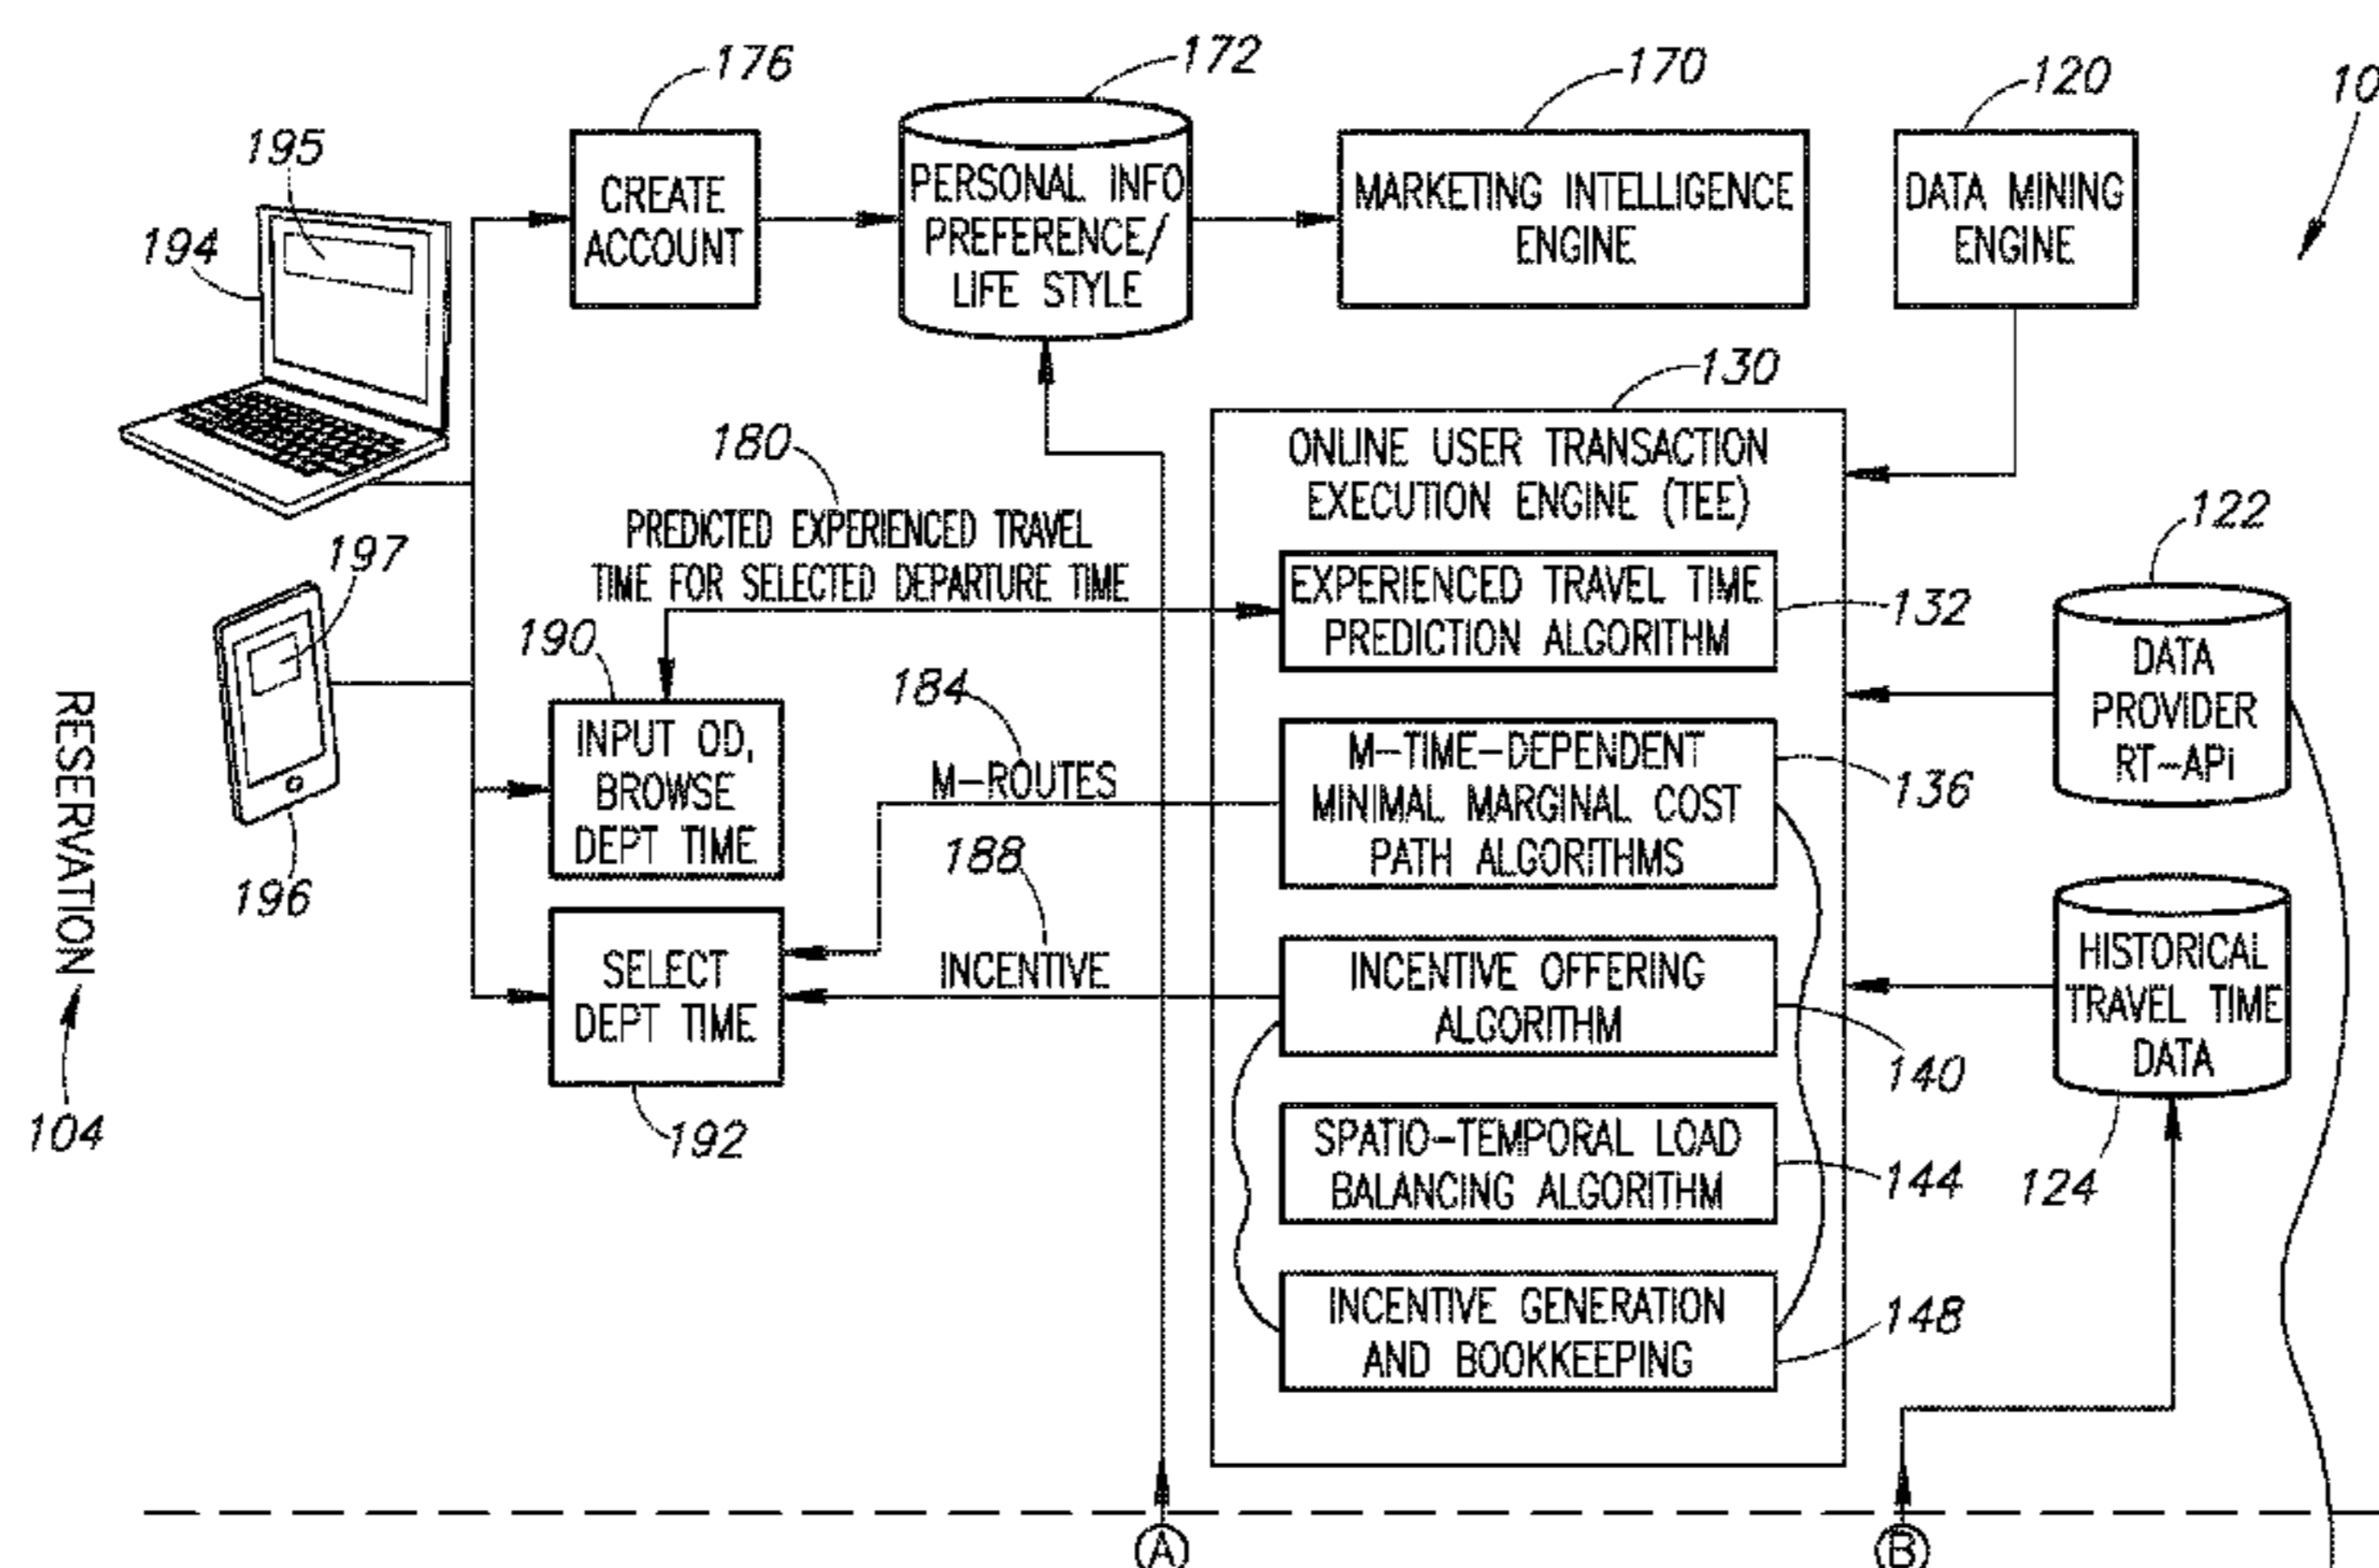 176
172
170
120
10
195
194
CREATE
ACCOUNT
PERSONAL INFO
PREFERENCE/
LIFE STYLE
MARKETING INTELLIGENCE
ENGINE
DATA MINING
ENGINE
130
180
ONLINE USER TRANSACTION
EXECUTION ENGINE (TEE)
PREDICTED EXPERIENCED TRAVEL
TIME FOR SELECTED DEPARTURE TIME
122
197
EXPERIENCED TRAVEL TIME
PREDICTION ALGORITHM
132
190
184
DATA
PROVIDER
RT-APi
INPUT OD,
BROWSE
DEPT TIME
M-ROUTES
M-TIME-DEPENDENT
MINIMAL MARGINAL COST
PATH ALGORITHMS
136
196
188
RESERVATION
104
SELECT
DEPT TIME
INCENTIVE
INCENTIVE OFFERING
ALGORITHM
140
HISTORICAL
TRAVEL TIME
DATA
192
SPATiO-TEMPORAL LOAD
BALANCING ALGORITHM
144
124
INCENTIVE GENERATION
AND BOOKKEEPING
148
A
B